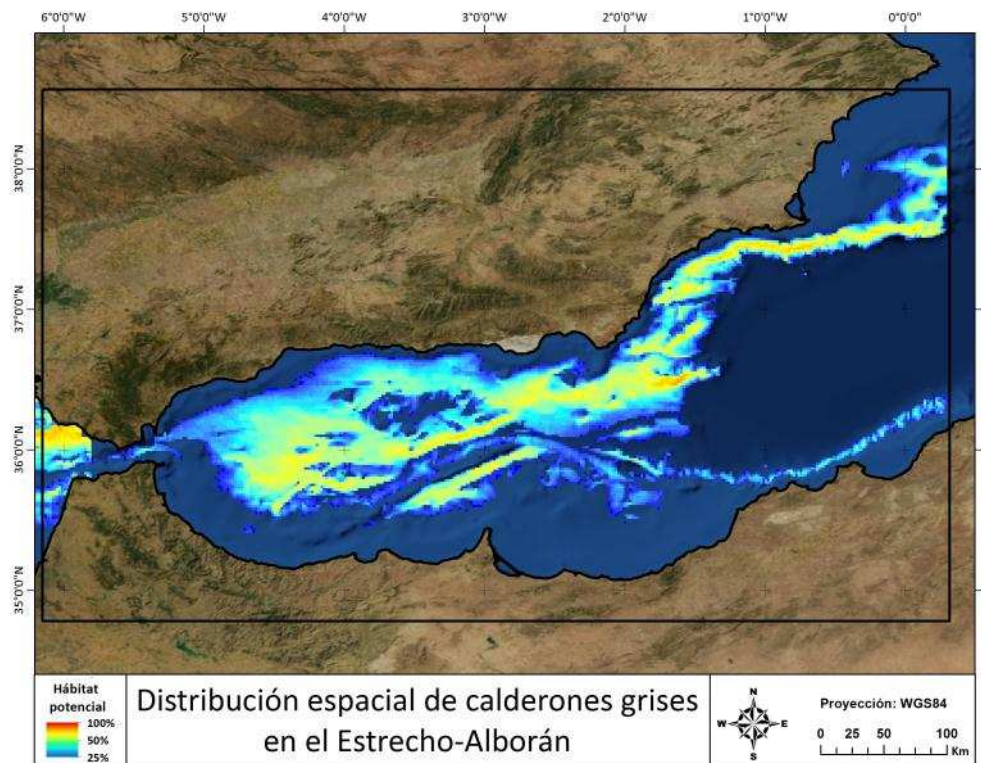 6°0'0"W
5°0'0"W
4°0'0"W
3°0'0"W
2°0'0"W
1°0'0"W
0°0'0"
38°0'0"N
37°0'0"N
36°0'0"N
35°0'0"N
Hábitat
potencial
100%
50%
25%
Distribución espacial de calderones grises
en el Estrecho-Alborán
N
W E
S
Proyección: WGS84
0 25 50 100
Km